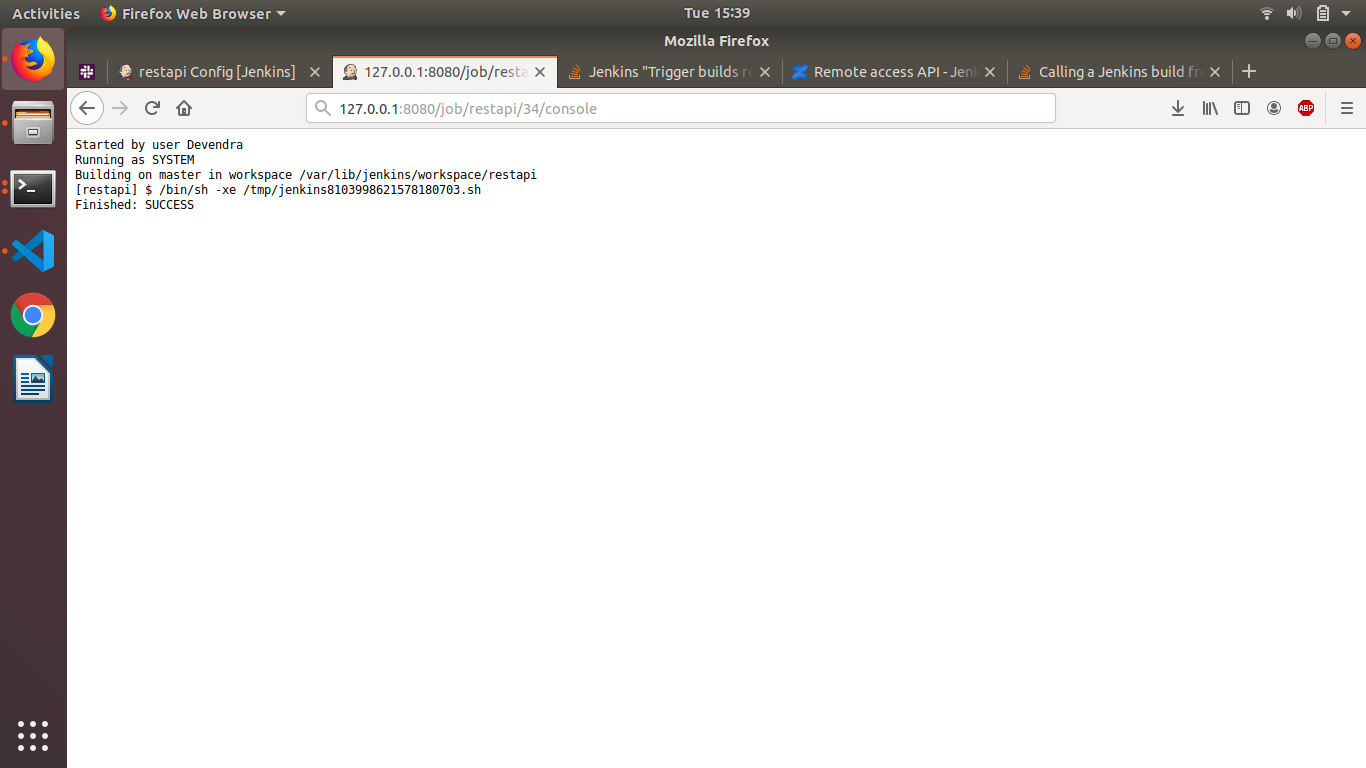 Activities
Firefox Web Browser
Tue 15:39
Mozilla Firefox
restapi Config [Jenkins]
127.0.0.1:8080/job/resta
Jenkins "Trigger builds re
Remote access API - Jenk
Calling a Jenkins build fr
127.0.0.1:8080/job/restapi/34/console
ABP
Started by user Devendra
Running as SYSTEM
Building on master in workspace /var/lib/jenkins/workspace/restapi
[restapi] $ /bin/sh -xe /tmp/jenkins8103998621578180703.sh
Finished: SUCCESS